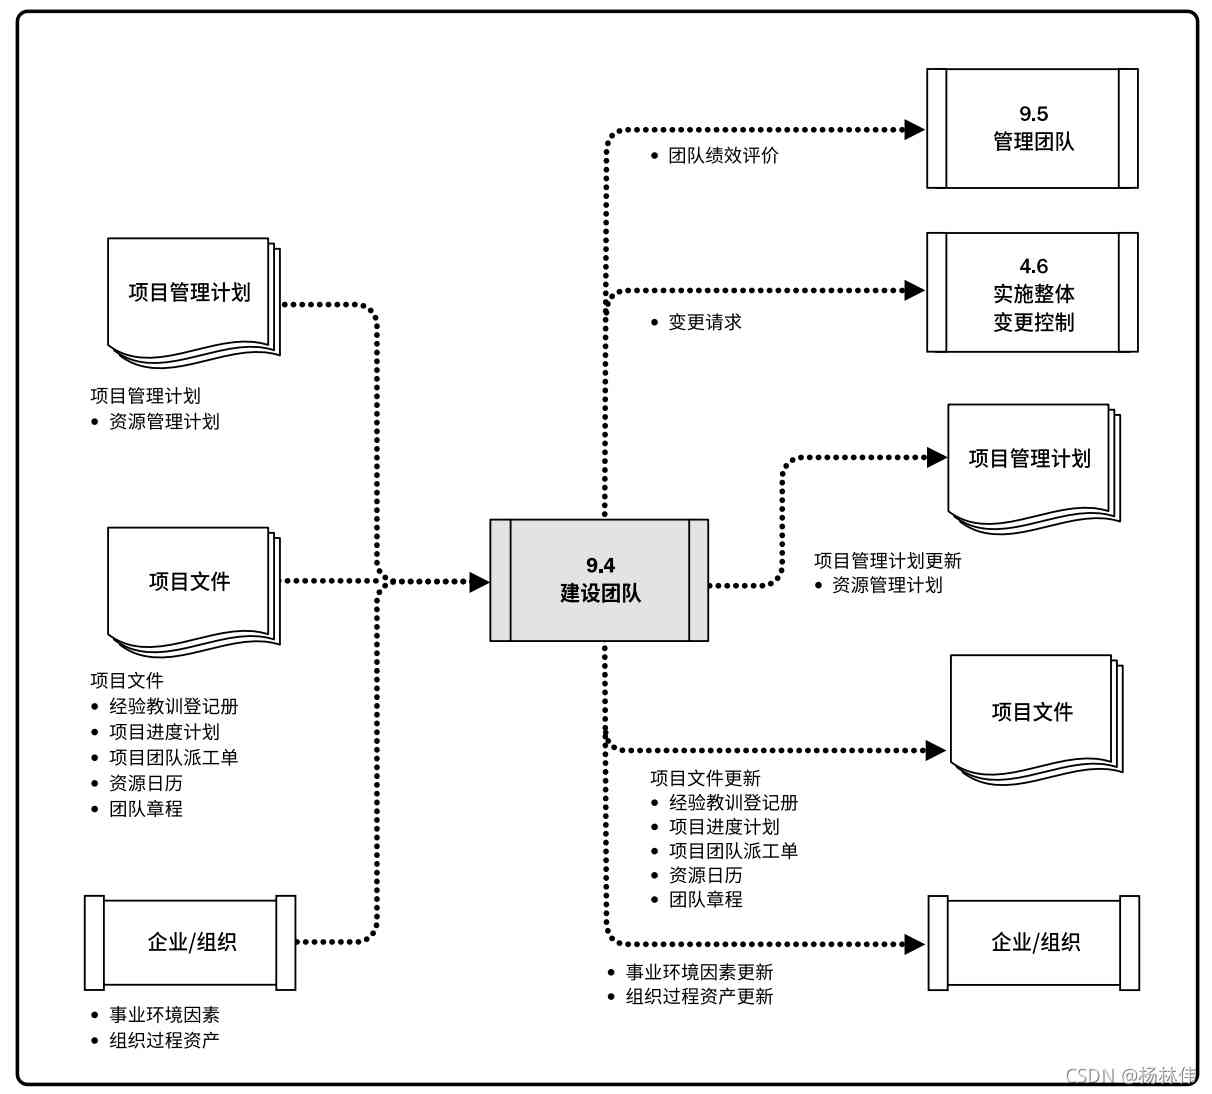 项目管理计划
项目管理计划
• 资源管理计划
项目文件
项目文件
• 经验教训登记册
• 项目进度计划
• 项目团队派工单
• 资源日历
• 团队章程
企业/组织
• 事业环境因素
• 组织过程资产
9.4
建设团队
• 团队绩效评价
9.5
管理团队
• 变更请求
4.6
实施整体
变更控制
项目管理计划
项目管理计划更新
• 资源管理计划
项目文件
项目文件更新
• 经验教训登记册
• 项目进度计划
• 项目团队派工单
• 资源日历
• 团队章程
企业/组织
• 事业环境因素更新
• 组织过程资产更新
CSDN @杨林伟